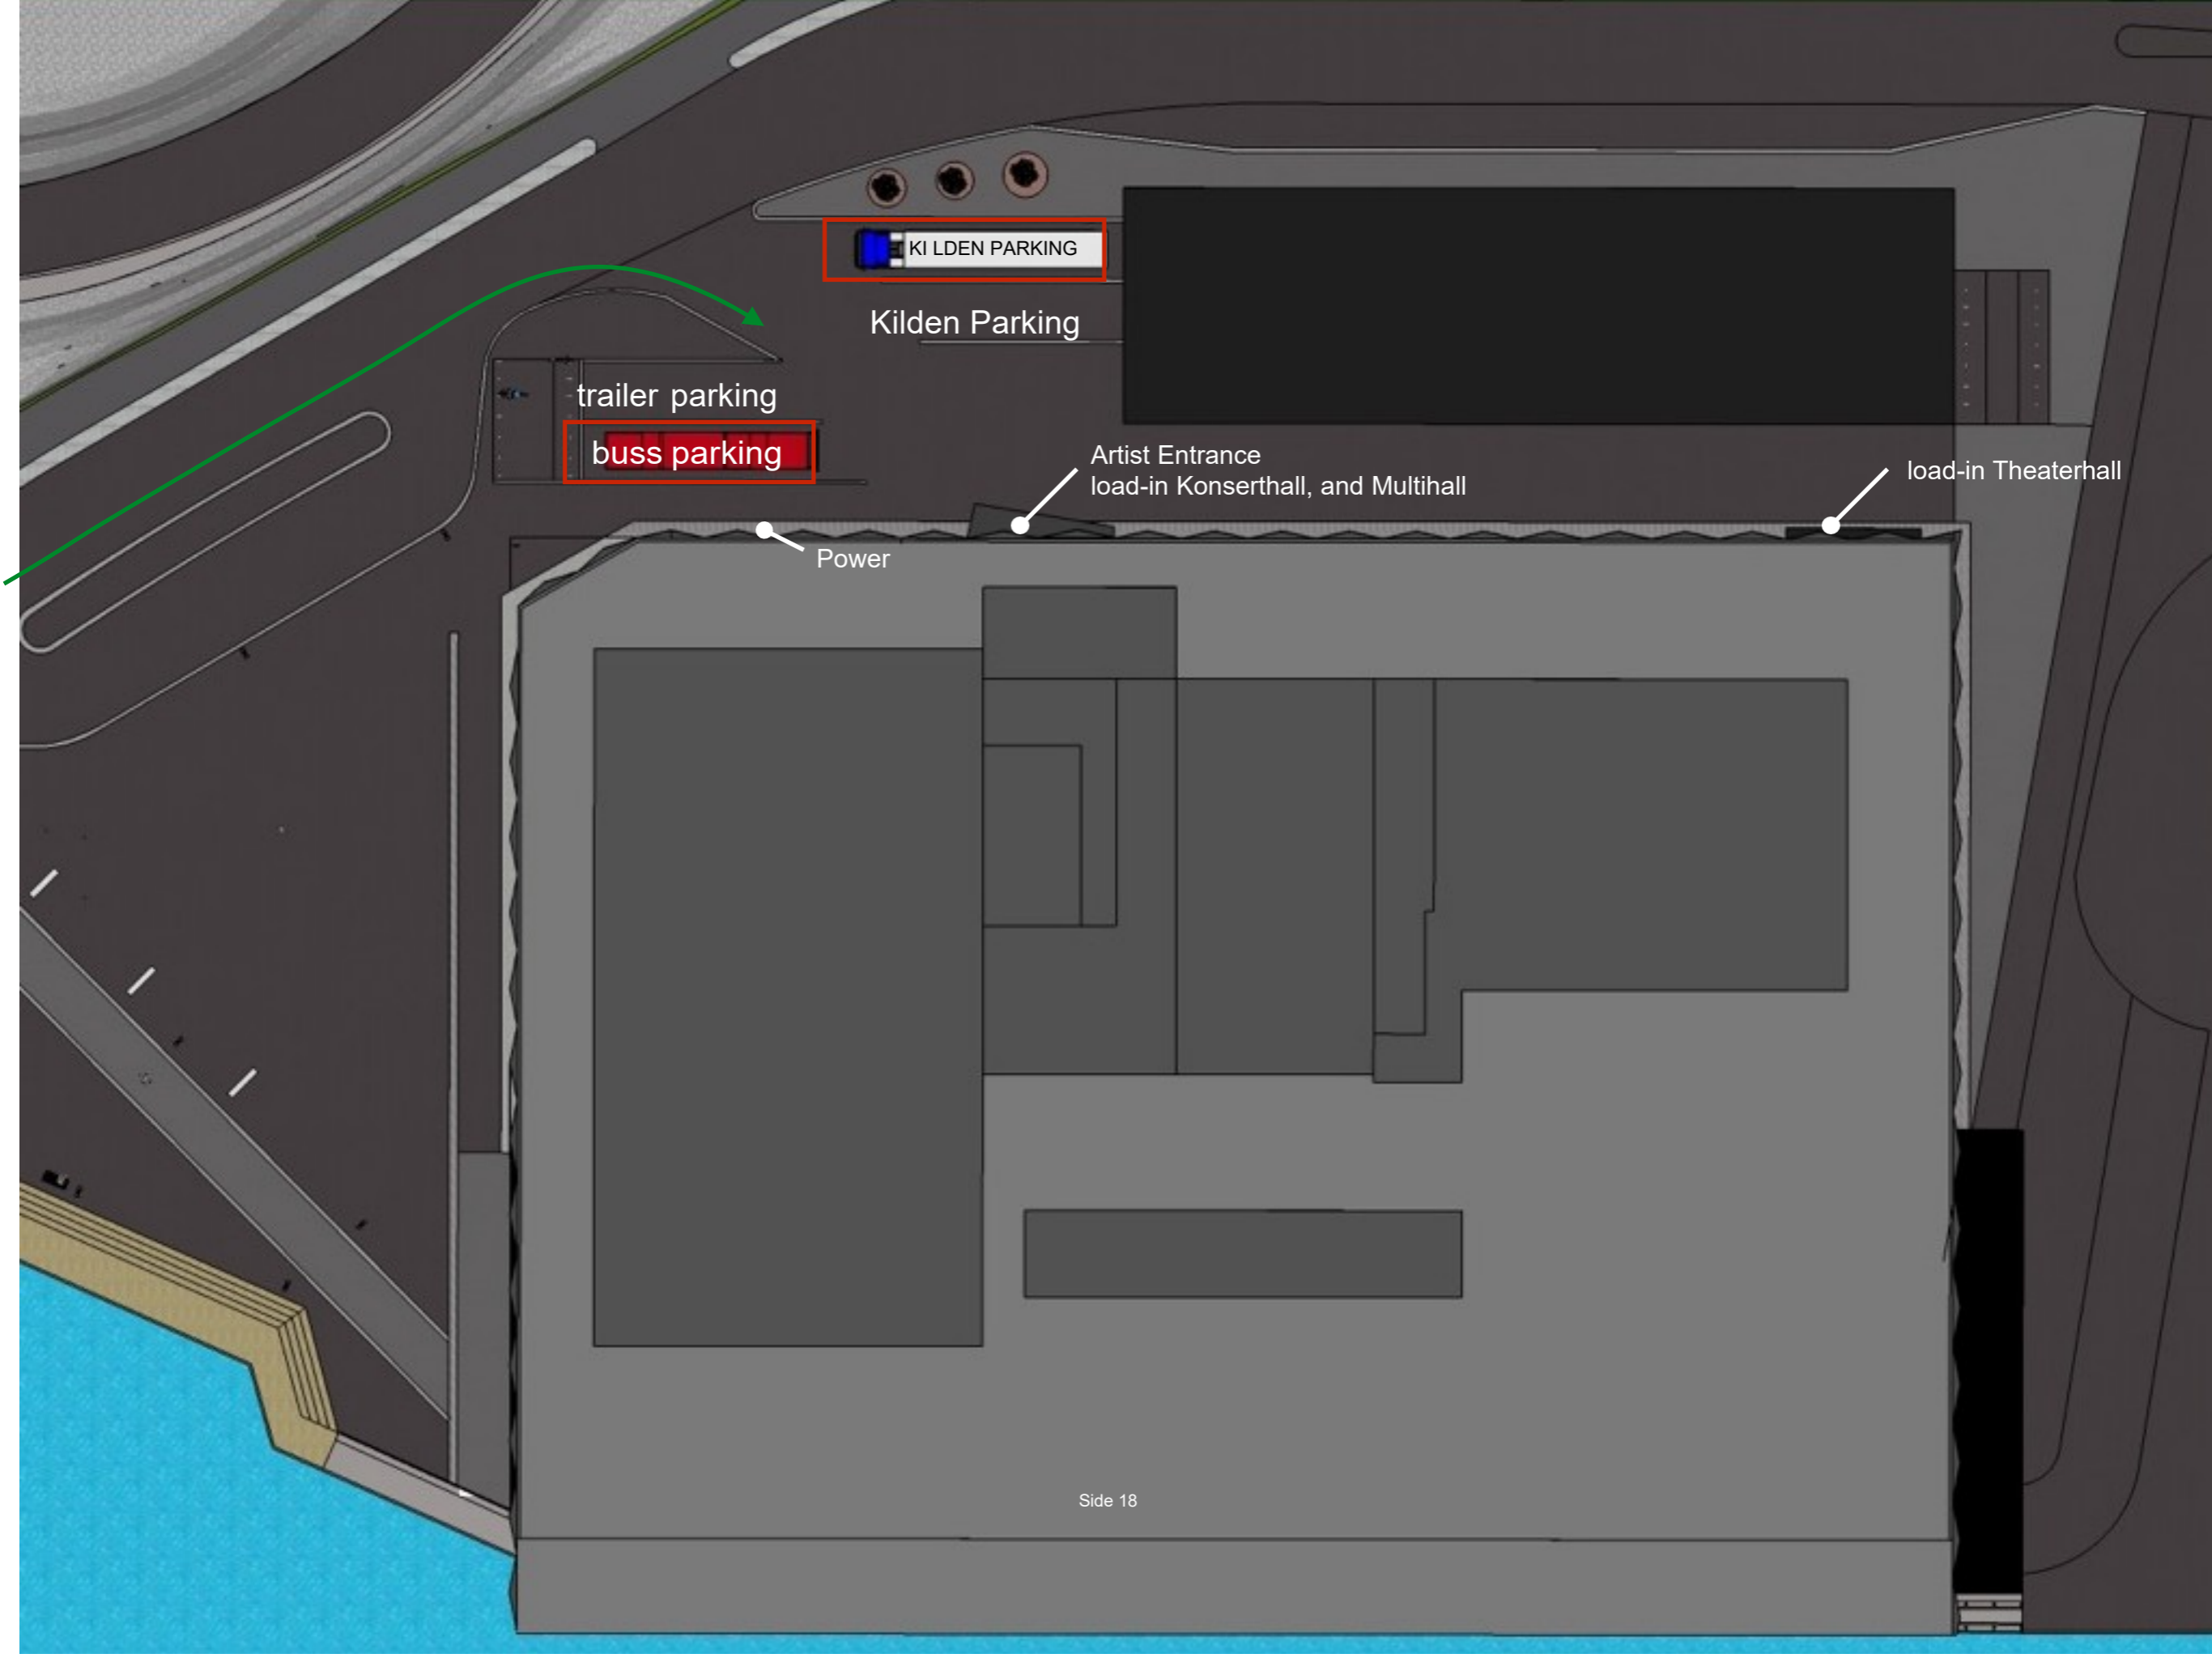 KI LDEN PARKING
Kilden Parking
trailer parking
buss parking
Artist Entrance
load-in Konserthall, and Multihall
load-in Theaterhall
Power
Side 18